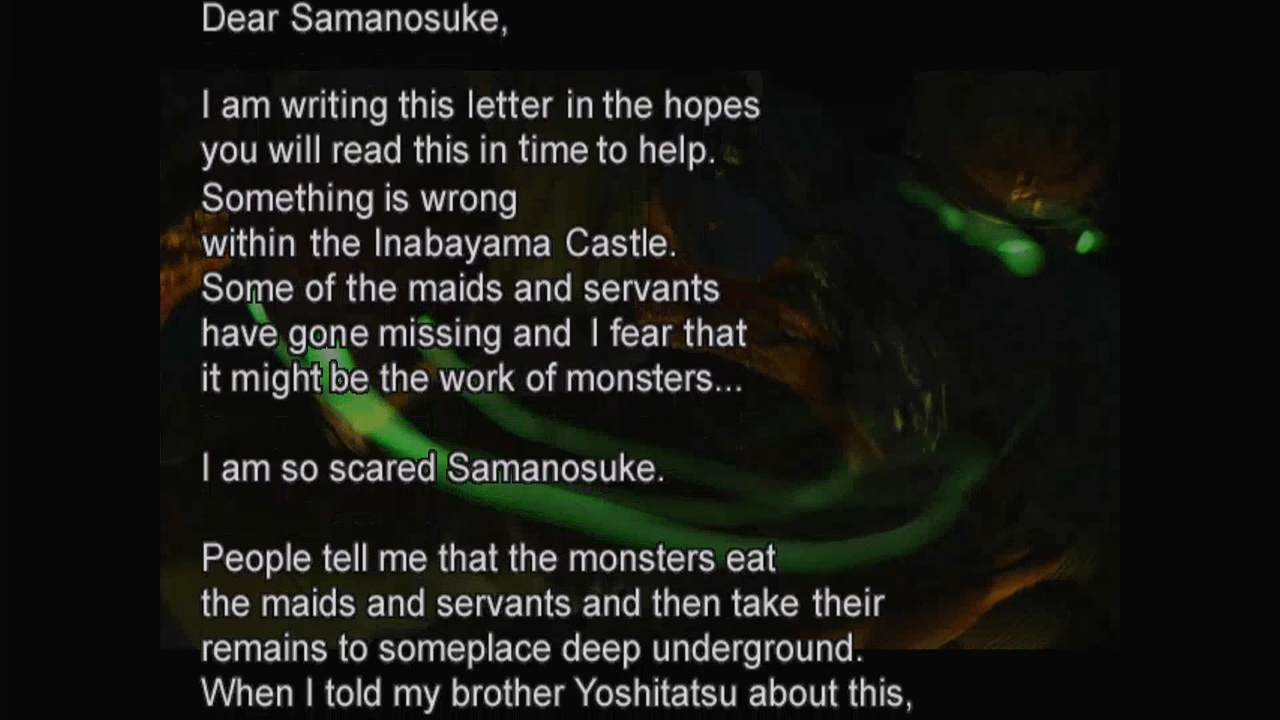 Dear Samanosuke,
I am writing this letter in the hopes
you will read this in time to help.
Something is wrong
within the Inabayama Castle.
Some of the maids and servants
have gone missing and I fear that
it might be the work of monsters...
I am so scared Samanosuke.
People tell me that the monsters eat
the maids and servants and then take their
remains to someplace deep underground.
When I told my brother Yoshitatsu about this,